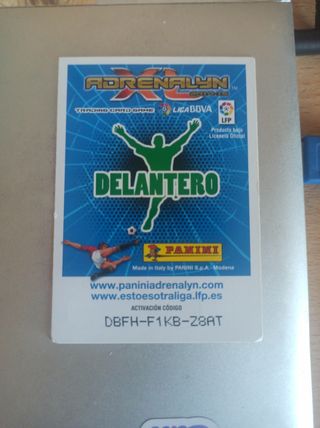 ADRENALYN XL
GAME
TRADING CARD GAME LIGA BBVA
LFP
Producto bajo
Licencia Oficial
DELANTERO
PANINI
Made in Italy by PANINI S.p.A. - Modena
www.paniniadrenalyn.com
www.estoesotraliga.lfp.es
ACTIVACIÓN CÓDIGO
DBFH-F1KB-Z8AT